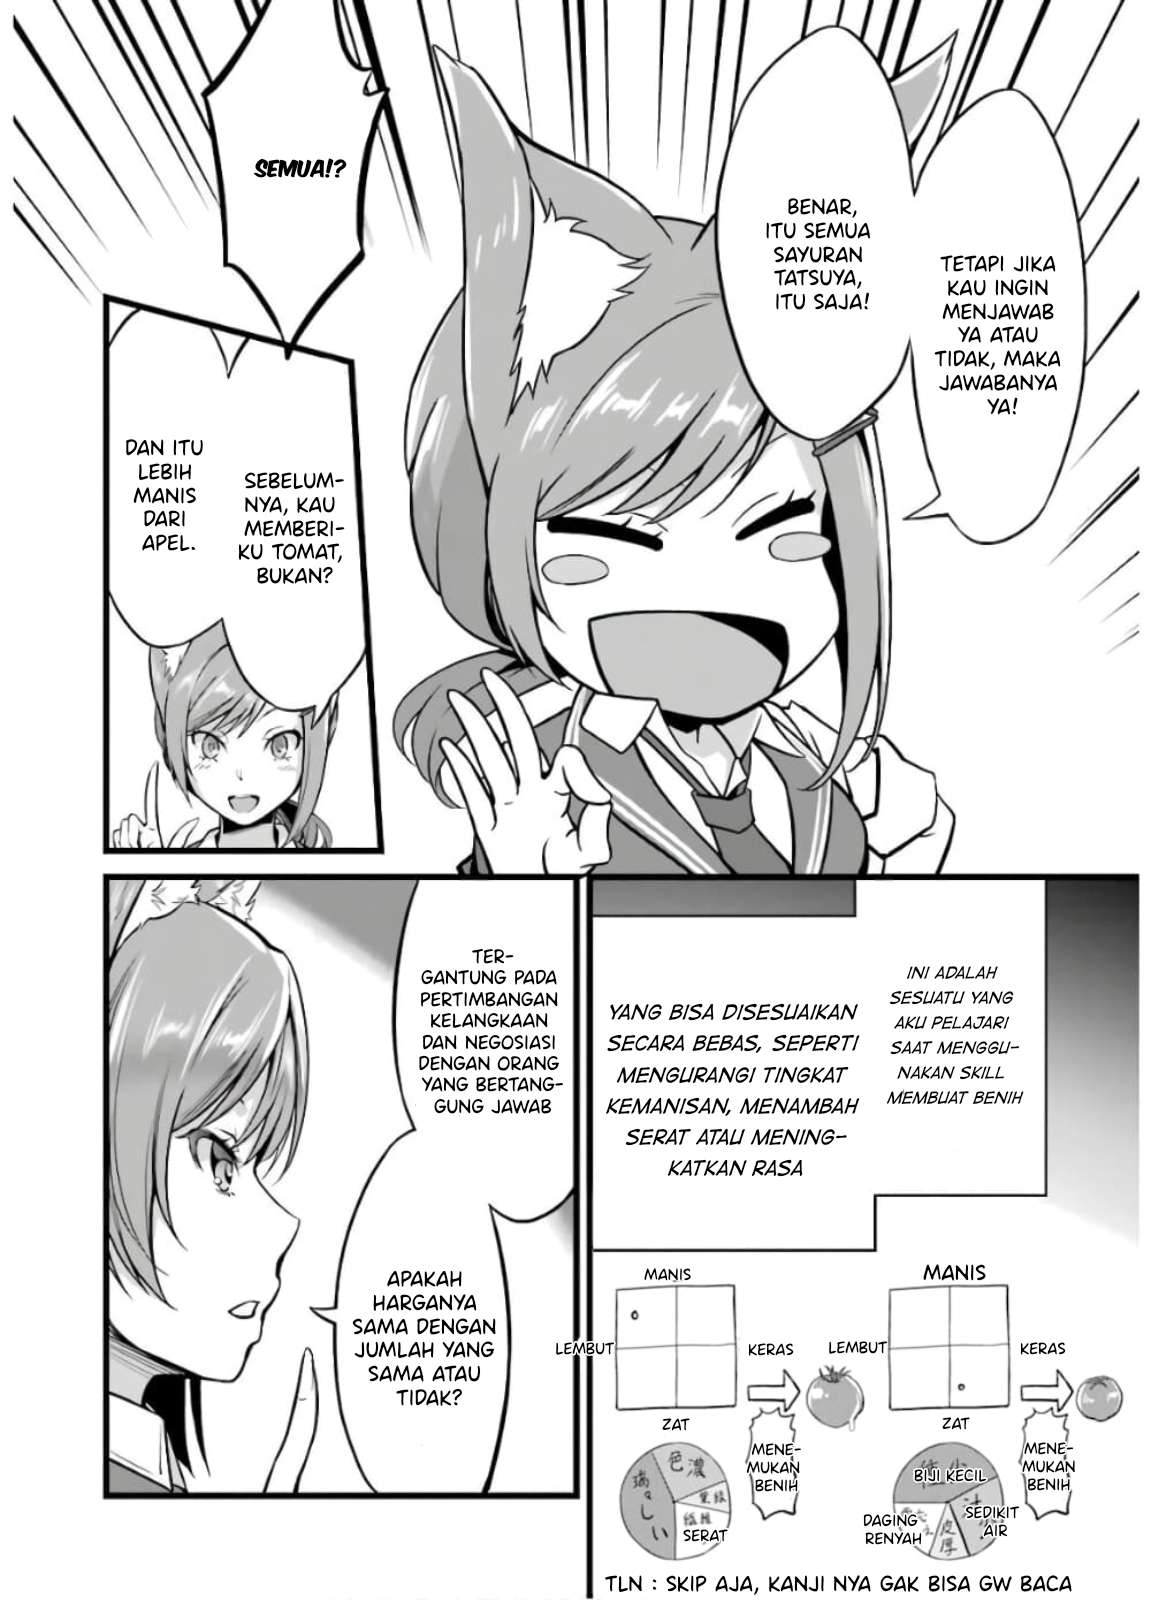 BENAR,
ITU SEMUA
SAYURAN
TATSUYA,
ITU SAJA!
TETAPI JIKA
KAU INGIN
MENJAWAB
YA ATAU
TIDAK, MAKA
JAWABANYA
YA!
SEMUA!?
SEBELUM-
NYA, KAU
MEMBERI-
KU TOMAT,
BUKAN?
DAN ITU
LEBIH
MANIS
DARI
APEL.
INI ADALAH
SESUATU YANG
AKU PELAJARI
SAAT MENGGU-
NAKAN SKILL
MEMBUAT BENIH
YANG BISA DISESUAIKAN
SECARA BEBAS, SEPERTI
MENGURANGI TINGKAT
KEMANISAN, MENAMBAH
SERAT ATAU MENING-
KATKAN RASA
MANIS
LEMBUT
KERAS
ZAT
MENE-
MUKAN
BENIH
色濃
SERAT
MANIS
LEMBUT
KERAS
ZAT
MENE-
MUKAN
BENIH
BIJI KECIL
SEDIKIT
AIR
DAGING
RENYAH
皮厚
TLN : SKIP AJA, KANJI NYA GAK BISA GW BACA
TER-
GANTUNG PADA
PERTIMBANGAN
KELANGKAAN
DAN NEGOSIASI
DENGAN ORANG
YANG BERTANG-
GUNG JAWAB
APAKAH
HARGANYA
SAMA DENGAN
JUMLAH YANG
SAMA ATAU
TIDAK?